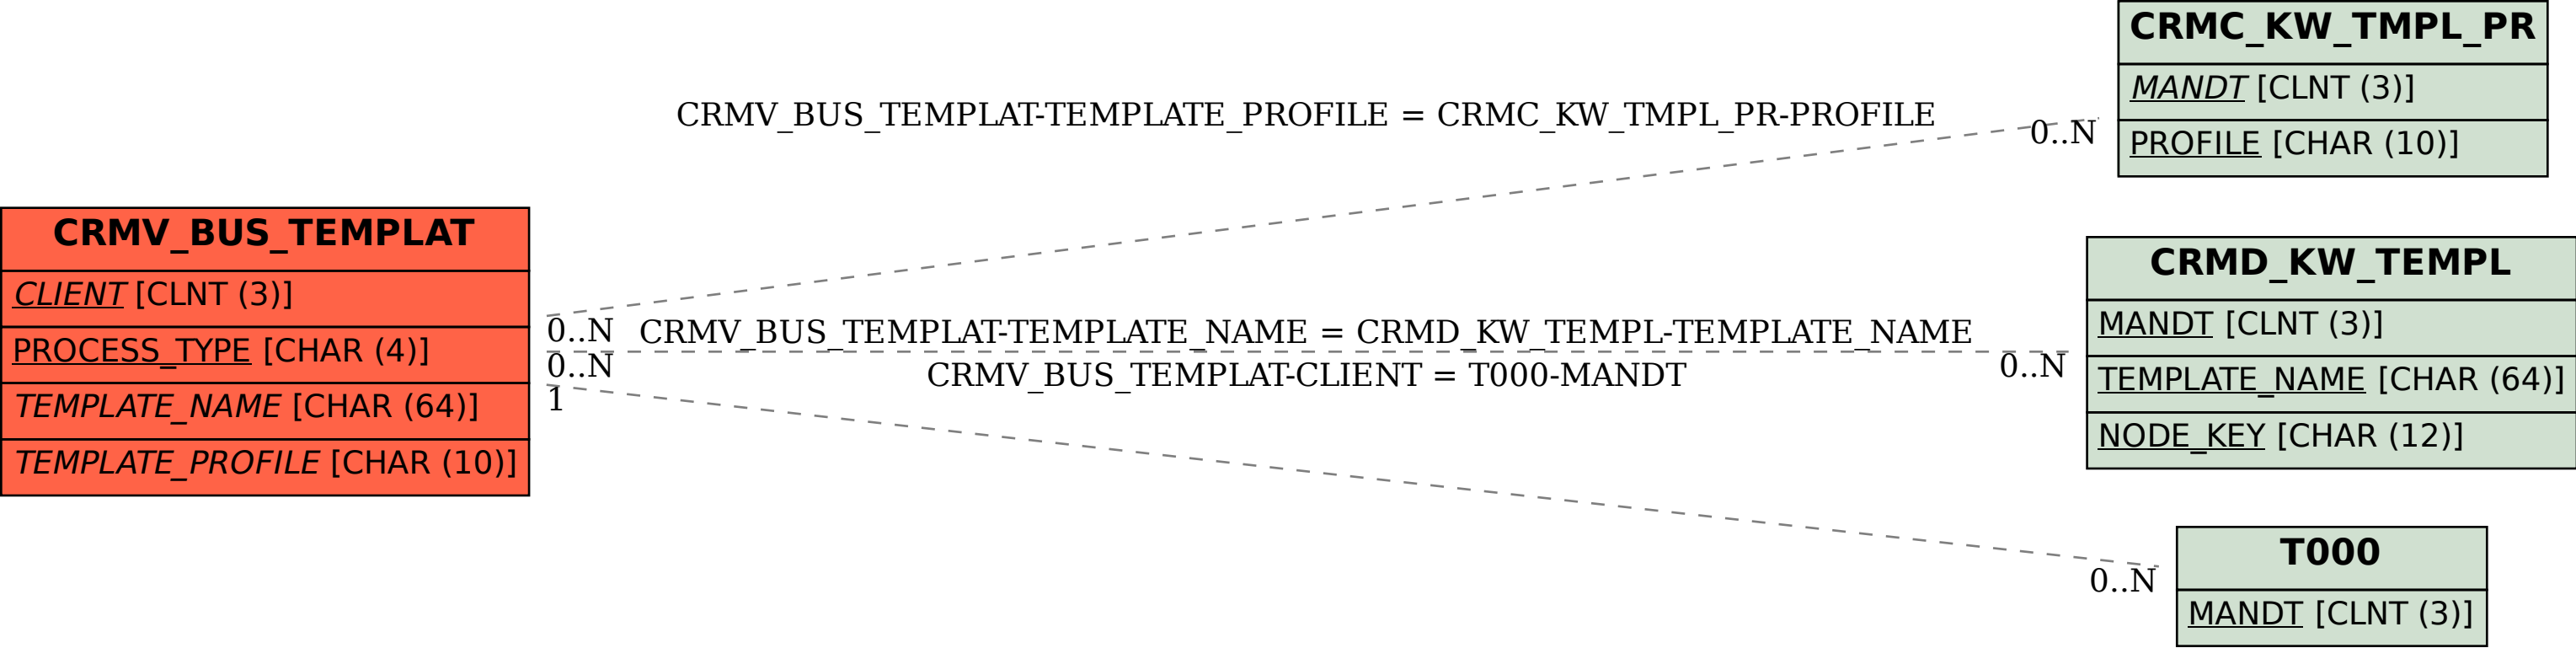 CRMC_KW_TMPL_PR
MANDT [CLNT (3)]
PROFILE [CHAR (10)]
CRMV_BUS_TEMPLAT-TEMPLATE_PROFILE = CRMC_KW_TMPL_PR-PROFILE
0..N
CRMV_BUS_TEMPLAT
CLIENT [CLNT (3)]
PROCESS_TYPE [CHAR (4)]
TEMPLATE_NAME [CHAR (64)]
TEMPLATE_PROFILE [CHAR (10)]
0..N
CRMV_BUS_TEMPLAT-TEMPLATE_NAME = CRMD_KW_TEMPL-TEMPLATE_NAME
0..N
0..N
1
CRMV_BUS_TEMPLAT-CLIENT = T000-MANDT
CRMD_KW_TEMPL
MANDT [CLNT (3)]
TEMPLATE_NAME [CHAR (64)]
NODE_KEY [CHAR (12)]
0..N
T000
MANDT [CLNT (3)]